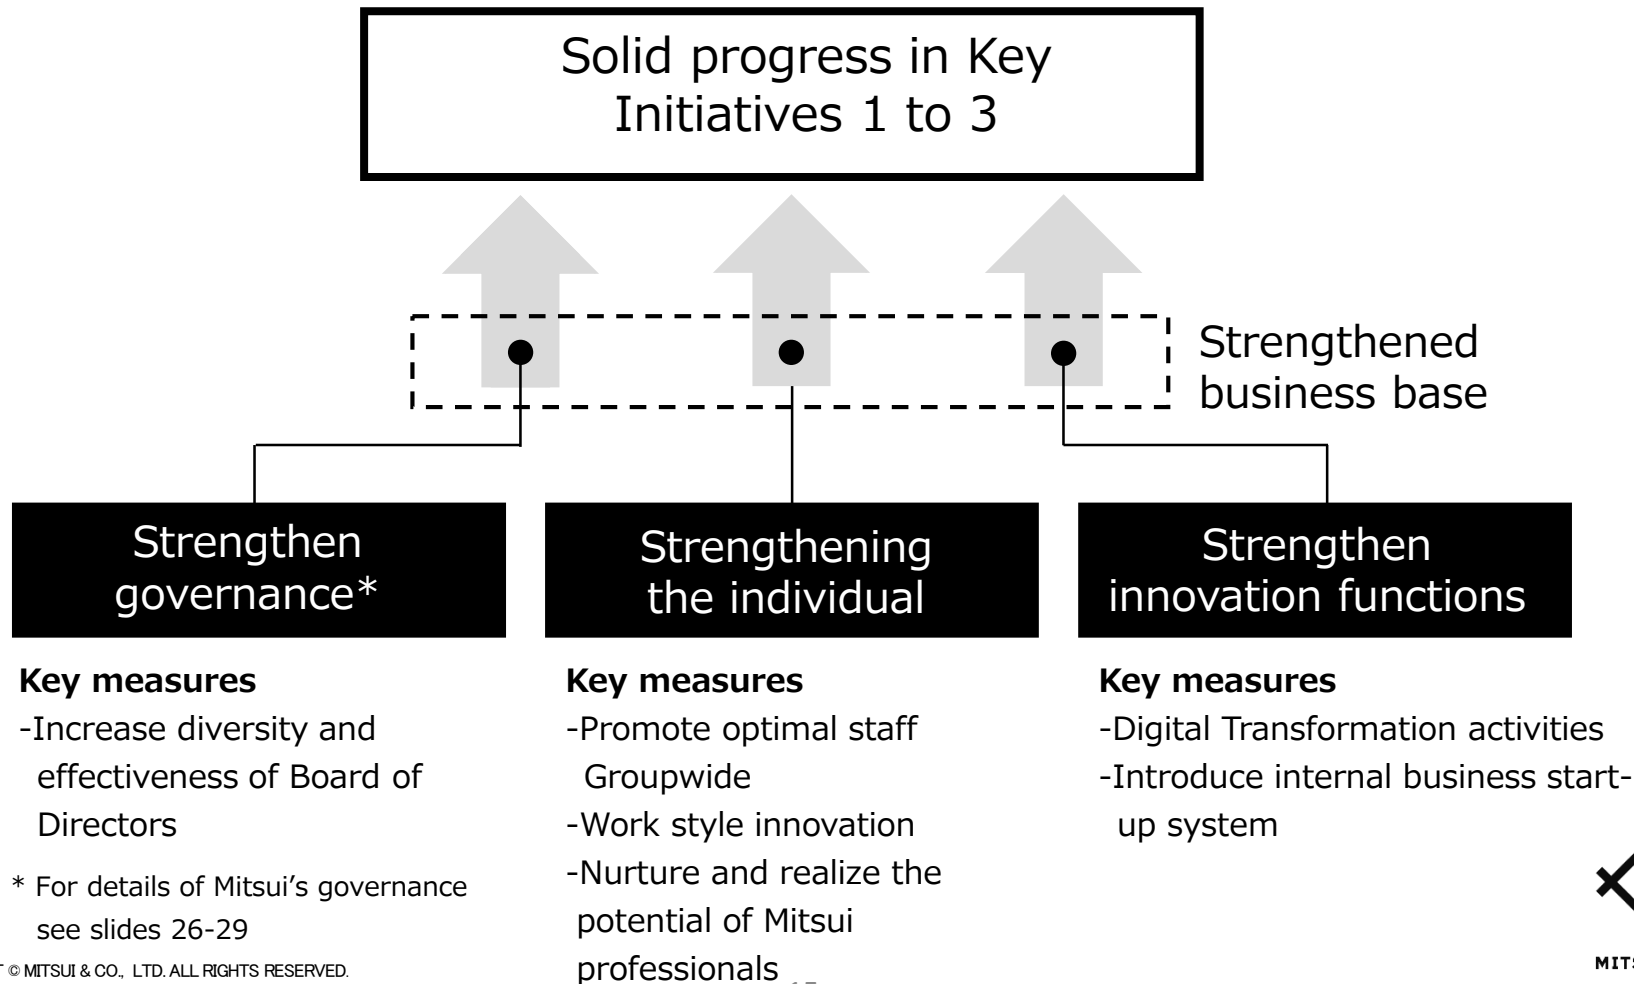 Solid progress in Key
Initiatives 1 to 3
Strengthened
business base
Strengthen
governance*
Strengthening
the individual
Strengthen
innovation functions
Key measures
-Increase diversity and
effectiveness of Board of
Directors
* For details of Mitsui’s governance
see slides 26-29
Key measures
-Promote optimal staff
Groupwide
-Work style innovation
-Nurture and realize the
potential of Mitsui
professionals
Key measures
-Digital Transformation activities
-Introduce internal business start-
up system
© MITSUI & CO., LTD. ALL RIGHTS RESERVED.